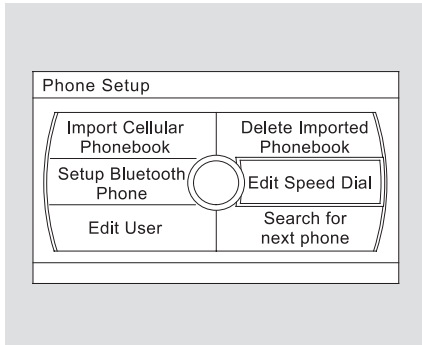 Phone Setup
Import Cellular
Phonebook
Delete Imported
Phonebook
Setup Bluetooth
Phone
Edit Speed Dial
Edit User
Search for
next phone